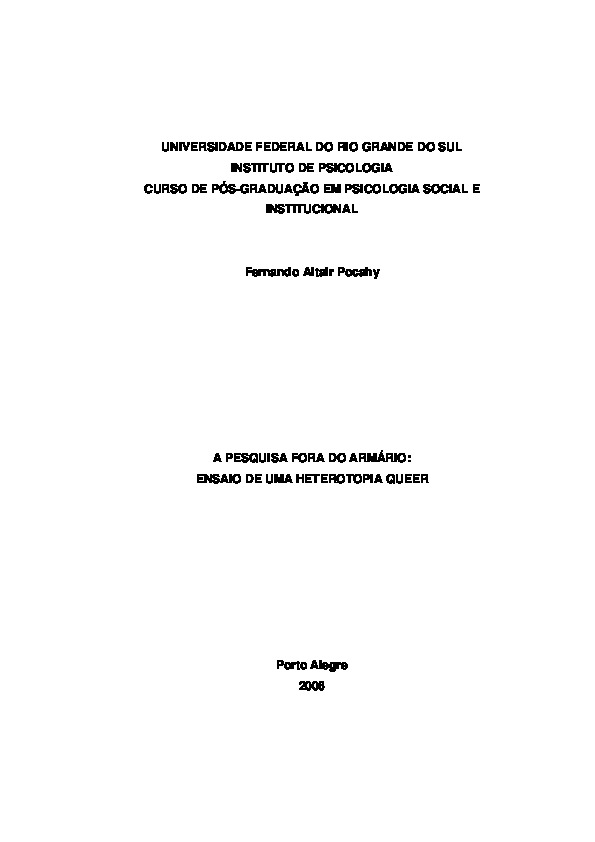 UNIVERSIDADE FEDERAL DO RIO GRANDE DO SUL
INSTITUTO DE PSICOLOGIA
CURSO DE PÓS-GRADUAÇÃO EM PSICOLOGIA SOCIAL E
INSTITUCIONAL
Fernando Altair Pocahy
A PESQUISA FORA DO ARMÁRIO:
ENSAIO DE UMA HETEROTOPIA QUEER
Porto Alegre
2006